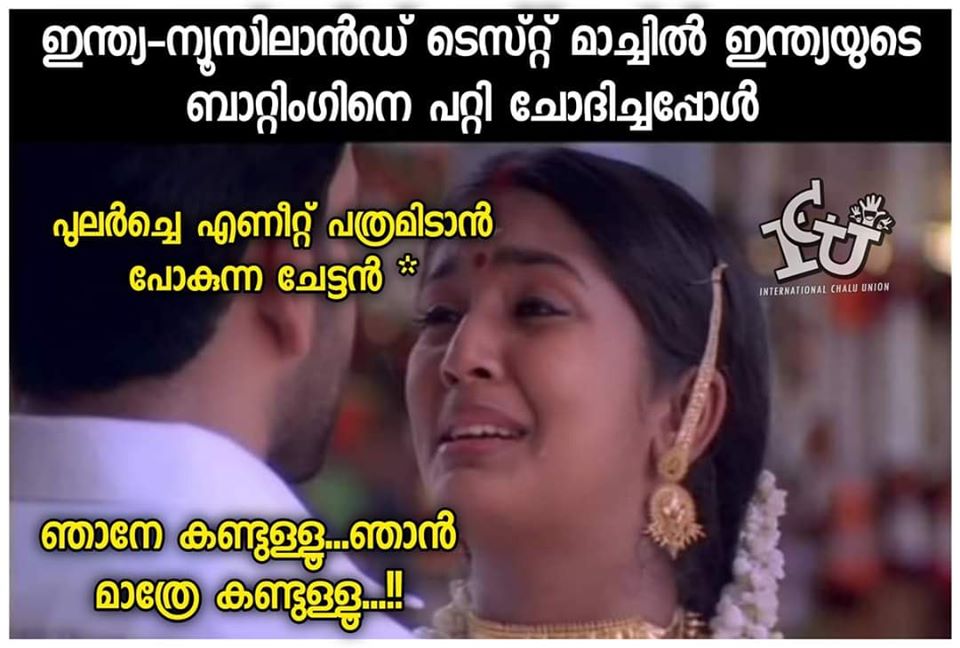 ഇന്ത്യ-ന്യൂസിലാൻഡ് ടെസ്റ്റ് മാച്ചിൽ ഇന്ത്യയുടെ
ബാറ്റിംഗിനെ പറ്റി ചോദിച്ചപ്പോൾ
പുലർച്ചെ എണീറ്റ് പത്രമിടാൻ
പോകുന്ന ചേട്ടൻ *
ICU
INTERNATIONAL CHALU UNION
ഞാനേ കണ്ടുള്ളൂ...ഞാൻ
മാത്രേ കണ്ടുള്ളൂ...!!